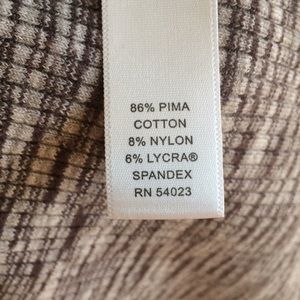 86% PIMA
COTTON
8% NYLON
6% LYCRA®
SPANDEX
RN 54023